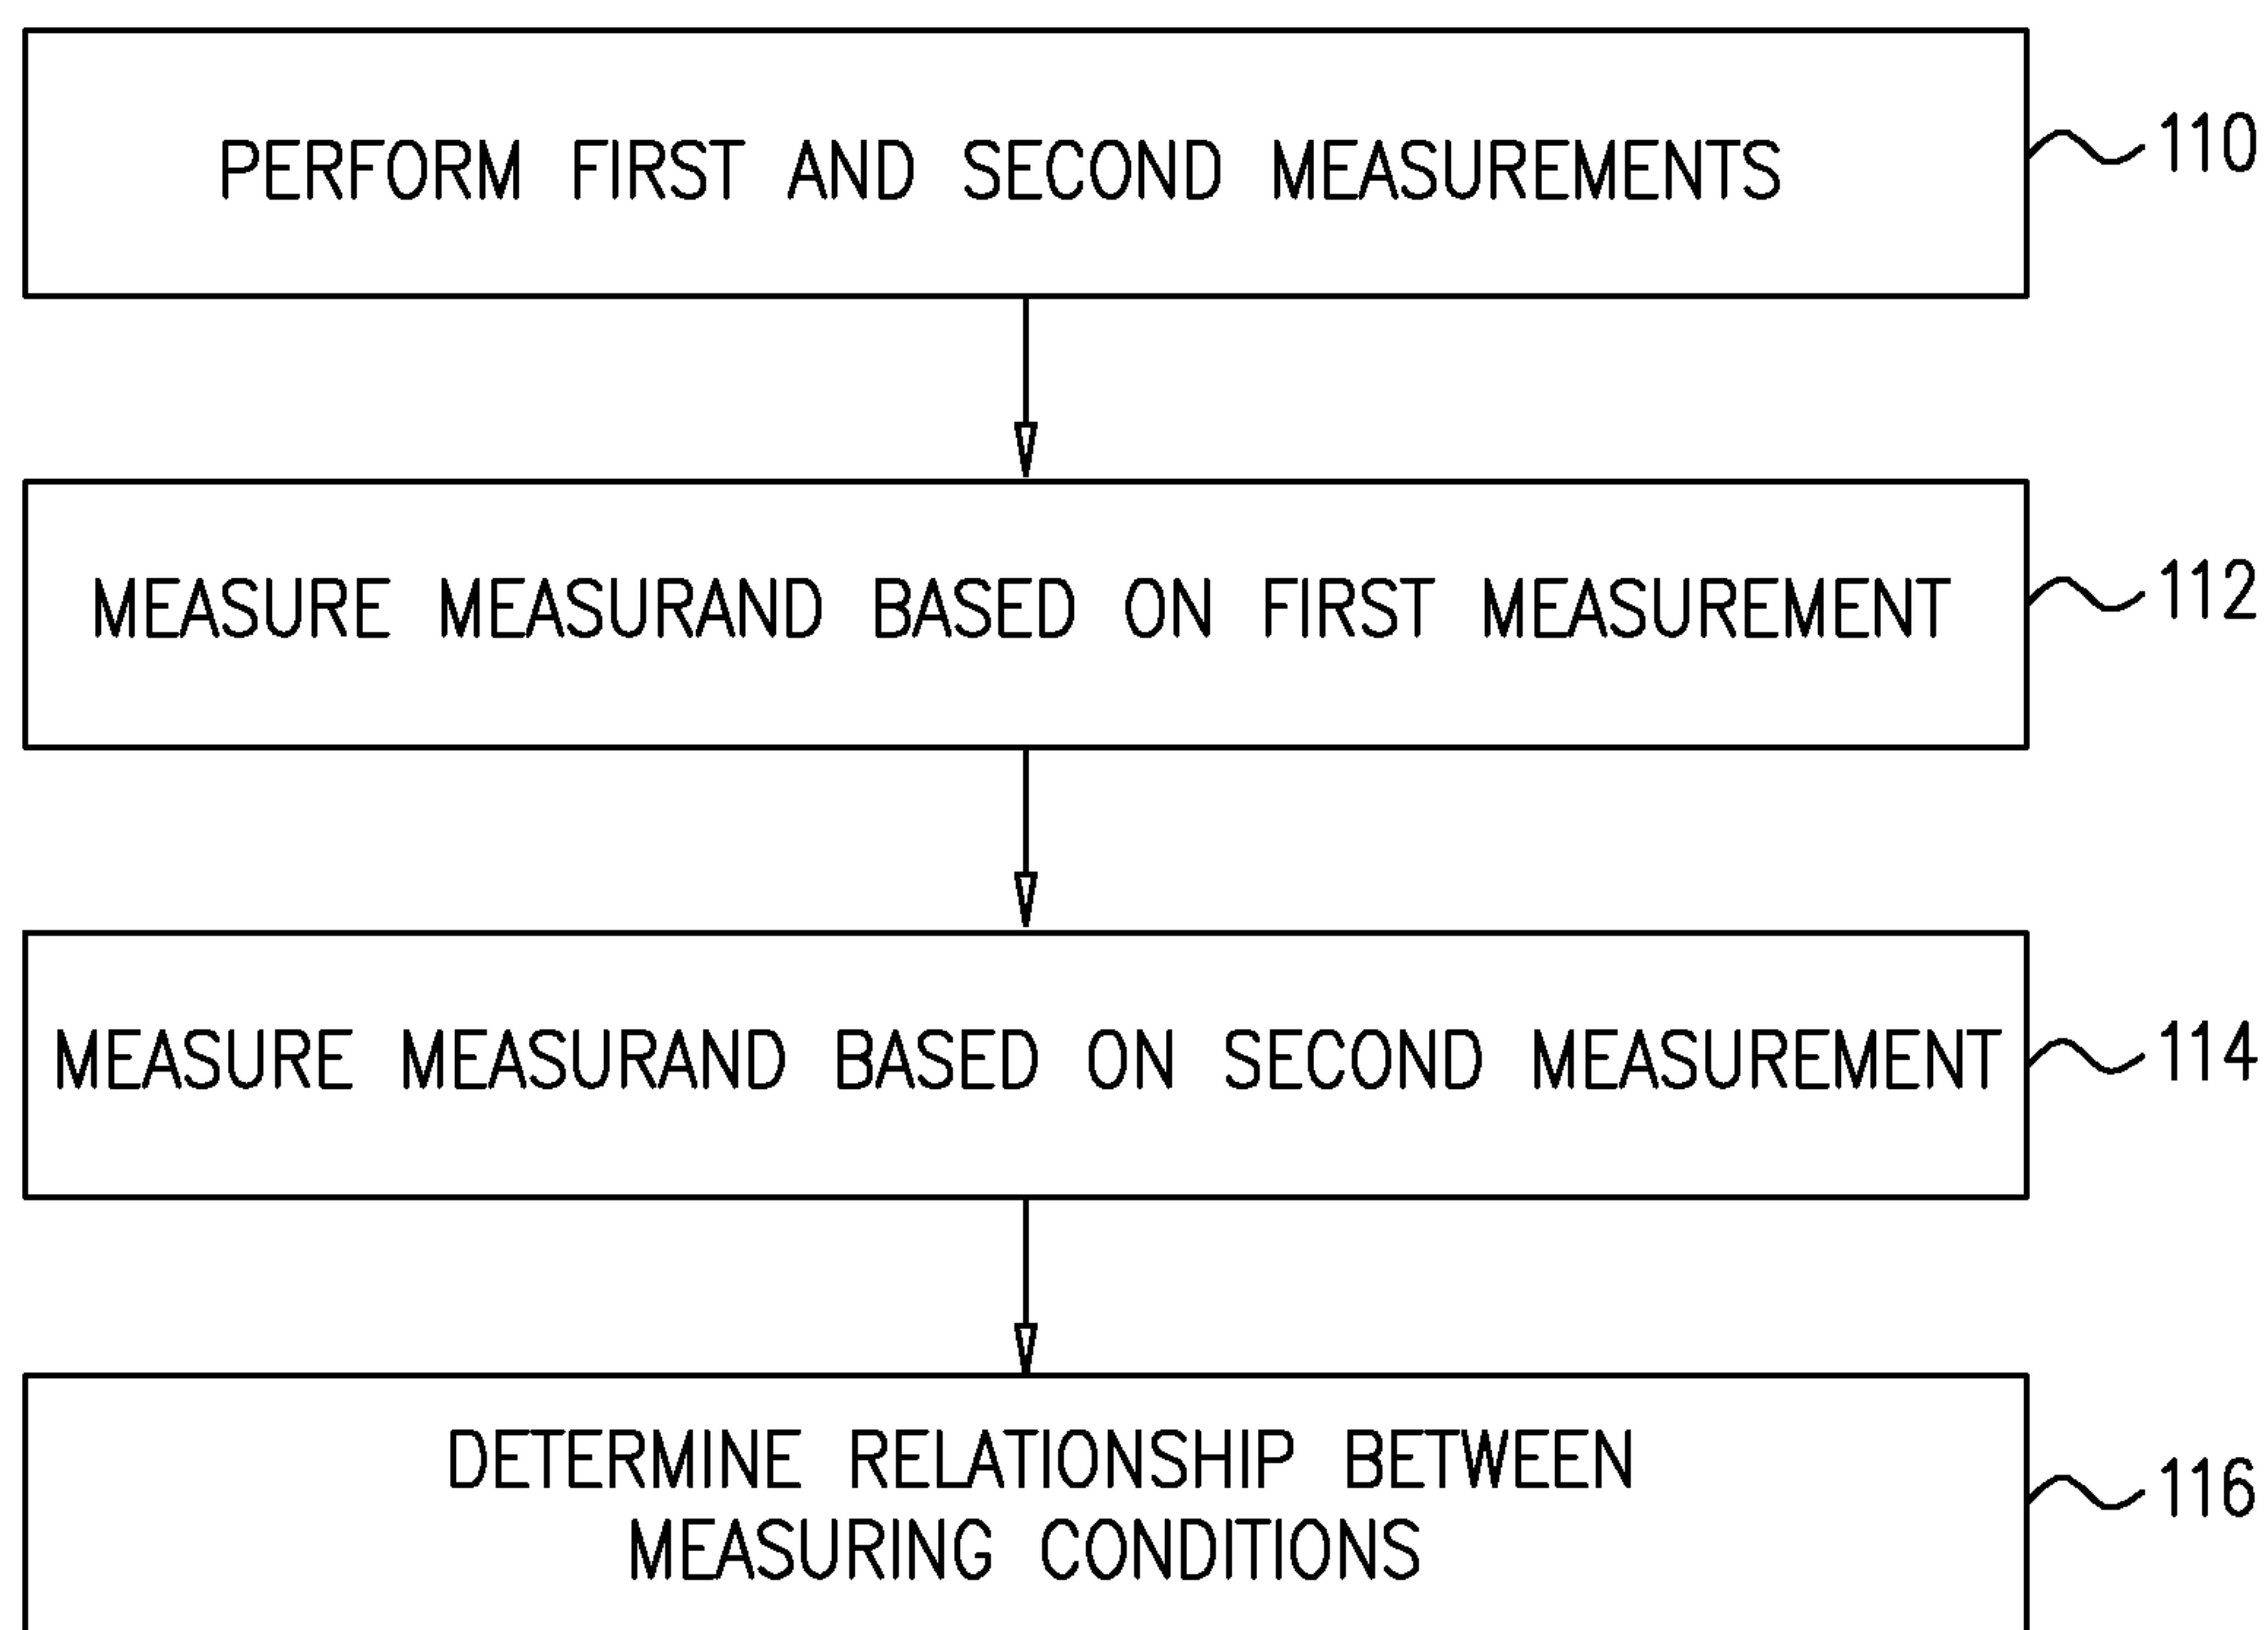 PERFORM FIRST AND SECOND MEASUREMENTS
110
MEASURE MEASURAND BASED ON FIRST MEASUREMENT
112
MEASURE MEASURAND BASED ON SECOND MEASUREMENT
114
DETERMINE RELATIONSHIP BETWEEN
MEASURING CONDITIONS
116